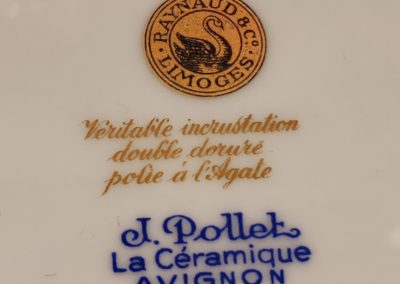 RAYNAUD & Co.
LIMOGES
Véritable incrustation
double dorure
polie à l'Agate
J. Pollet
La Céramique
AVIGNON